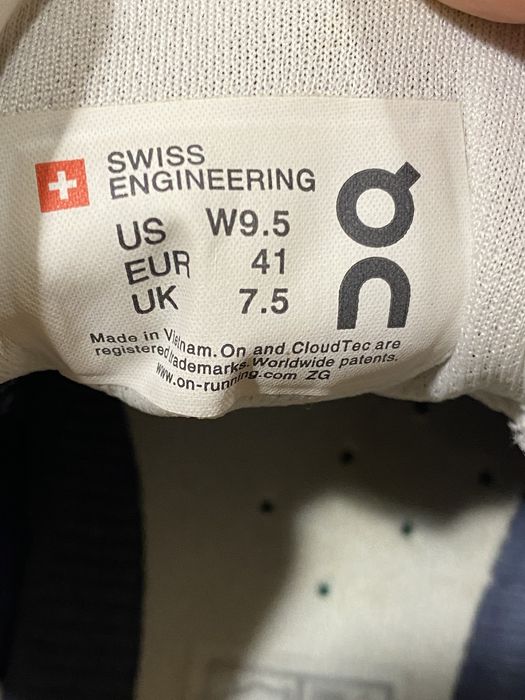 SWISS
ENGINEERING
US W9.5
EUR 41
UK 7.5
Made in Vietnam. On and CloudTec are
registered trademarks. Worldwide patents.
www.on-running.com ZG
On